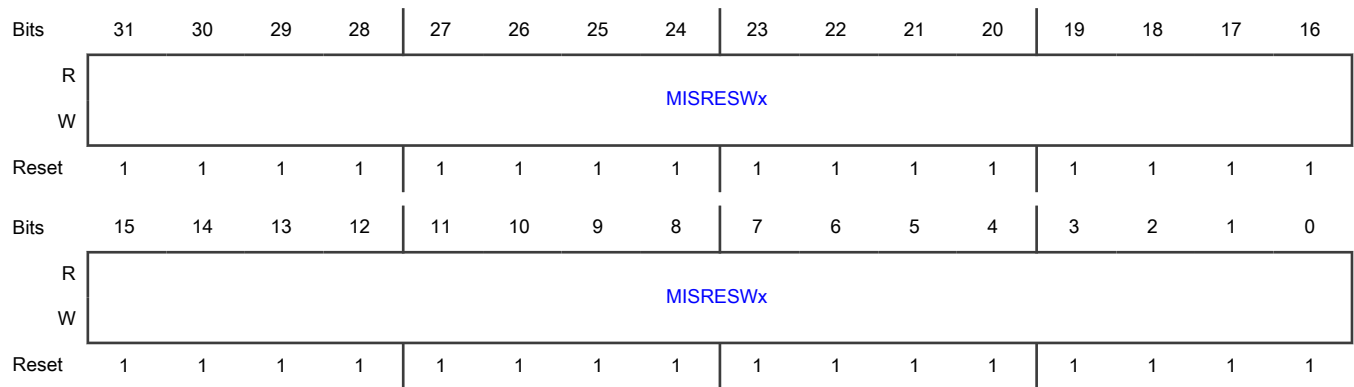 Bits 31 30 29 28 27 26 25 24 23 22 21 20 19 18 17 16
R
MISRESWx
W
Reset 1 1 1 1 1 1 1 1 1 1 1 1 1 1 1 1
Bits 15 14 13 12 11 10 9 8 7 6 5 4 3 2 1 0
R
MISRESWx
W
Reset 1 1 1 1 1 1 1 1 1 1 1 1 1 1 1 1